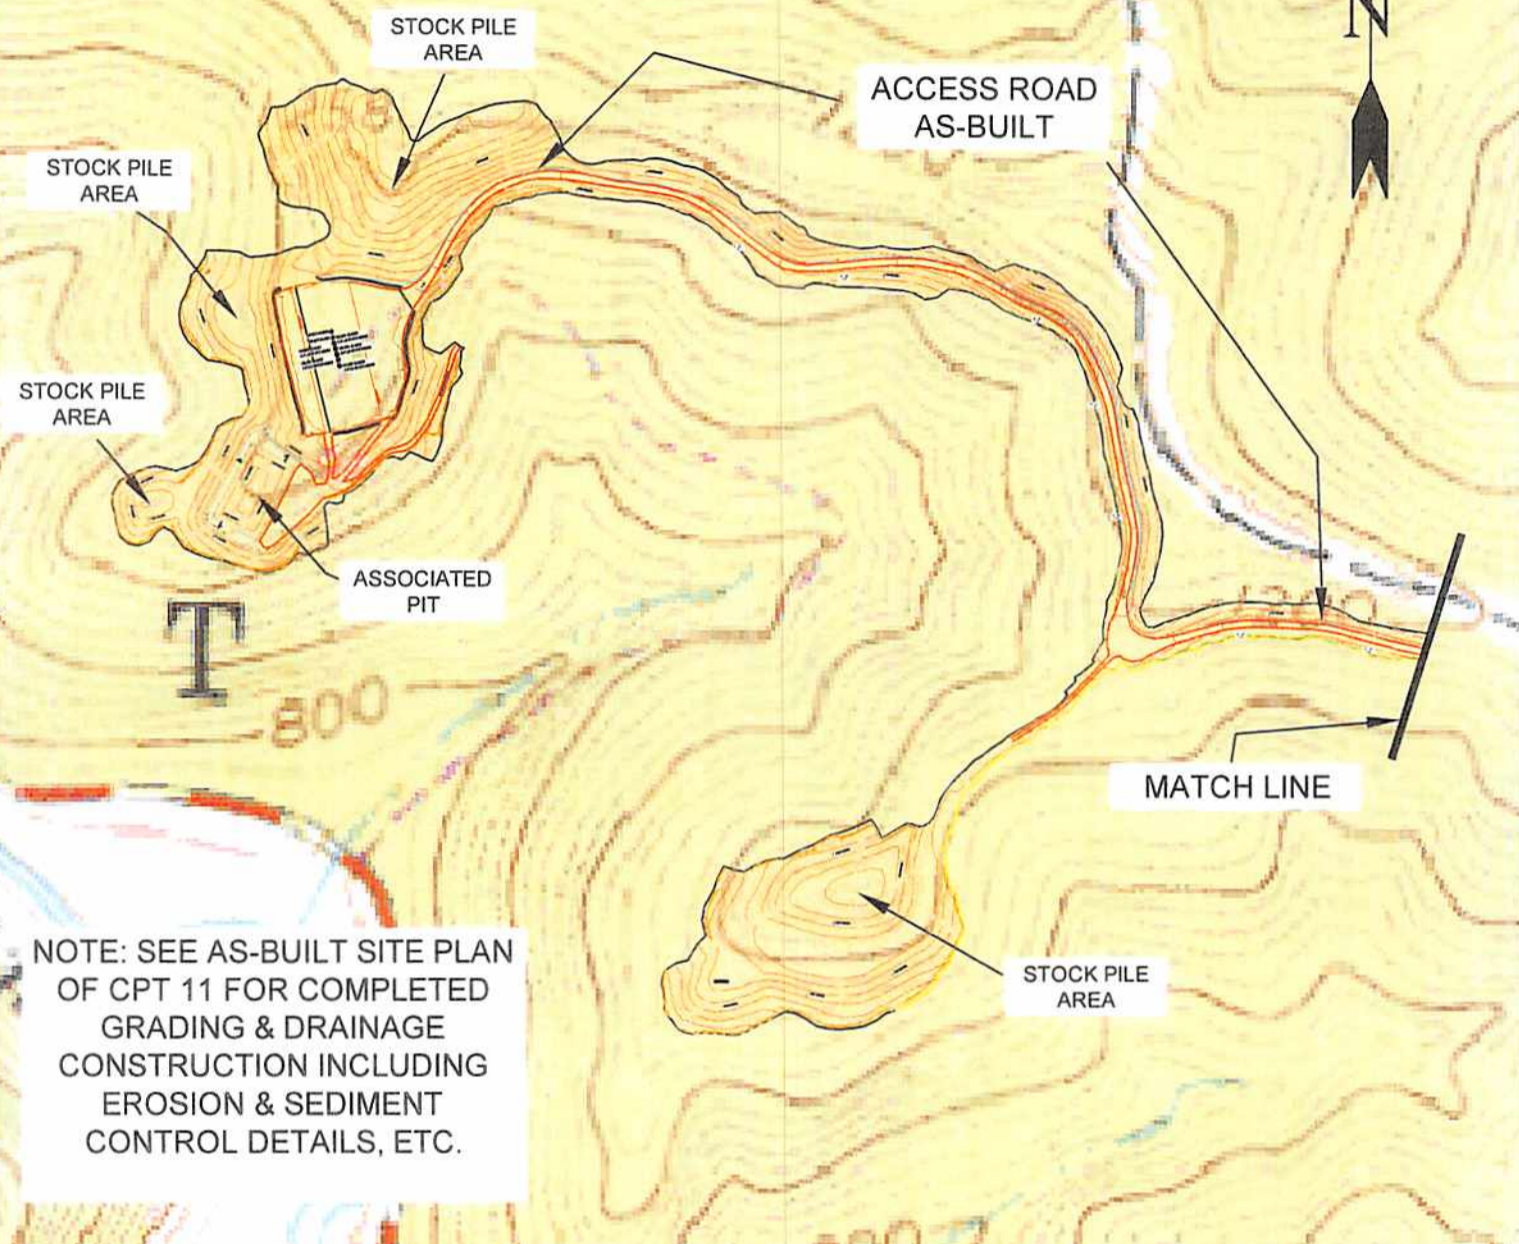 STOCK PILE
AREA
N
ACCESS ROAD
AS-BUILT
STOCK PILE
AREA
STOCK PILE
AREA
ASSOCIATED
PIT
T
800
MATCH LINE
STOCK PILE
AREA
NOTE: SEE AS-BUILT SITE PLAN
OF CPT 11 FOR COMPLETED
GRADING & DRAINAGE
CONSTRUCTION INCLUDING
EROSION & SEDIMENT
CONTROL DETAILS, ETC.